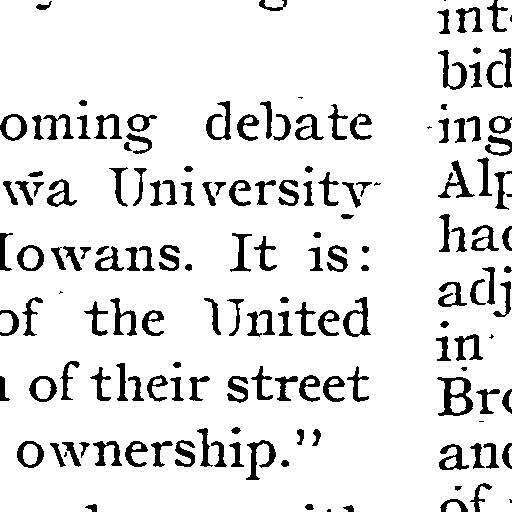 oming debate
wa University
Iowans. It is:
of the United
of their street
ownership.”
int
bid
ing
Alp
had
adj
in
Bro
and
of